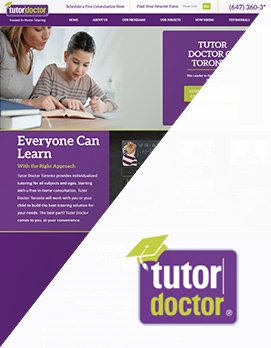 tutordoctor
Trusted In-Home Tutoring
Schedule a Free Consultation Now
Find Your Nearest Tutor
GO
(647) 360-3
HOME
ABOUT US
OUR PROGRAMS
OUR SUBJECTS
NOW HIRING
TESTIMONIALS
TUTOR
DOCTOR
TORONTO
Everyone Can
Learn
With the Right Approach
Tutor Doctor Toronto provides individualized
tutoring for all subjects and ages. Starting
with a free in-home consultation, Tutor
Doctor Toronto will work with you or your
child to build the best tutoring solution for
your needs. The best part? Tutor Doctor
comes to you, at your convenience.
tutor
doctor®